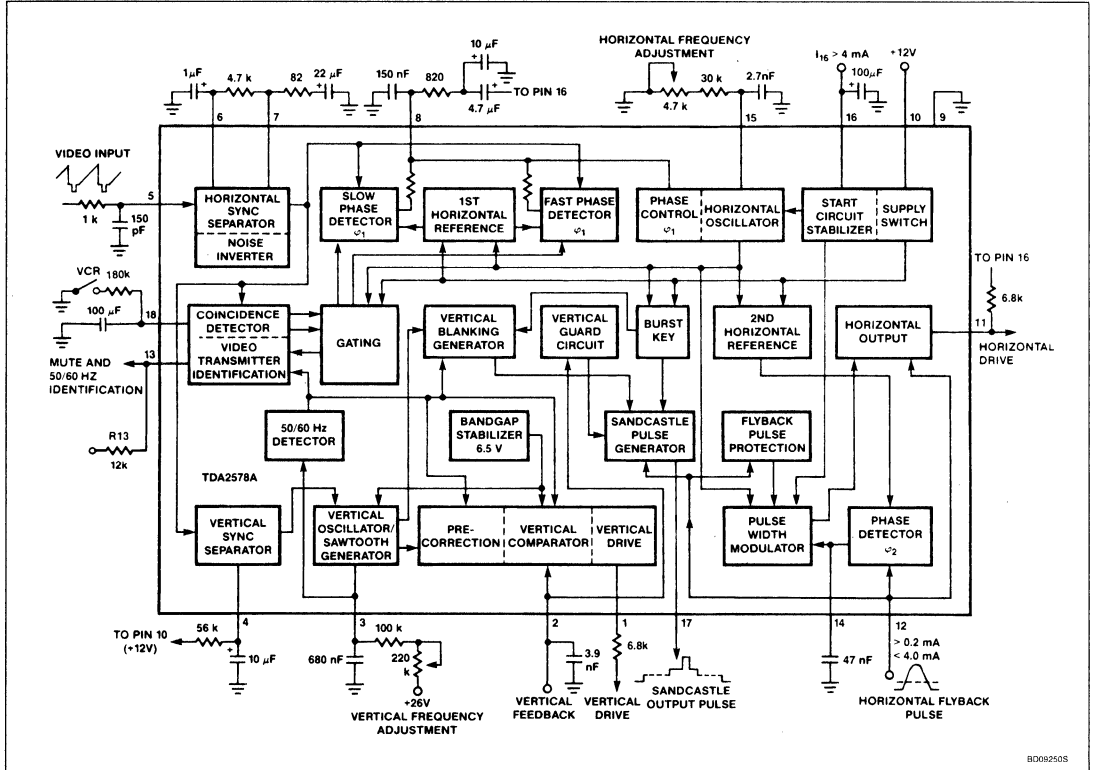 HORIZONTAL FREQUENCY
ADJUSTMENT
I16 > 4 mA
+12V
10 µF
1µF
4.7 k
82
22 µF
150 nF
820
TO PIN 16
4.7 µF
30 k
4.7 k
2.7nF
100µF
6
7
8
15
16
10
9
VIDEO INPUT
5
1 k
150
pF
HORIZONTAL
SYNC
SEPARATOR
NOISE
INVERTER
SLOW
PHASE
DETECTOR
φ1
1ST
HORIZONTAL
REFERENCE
FAST PHASE
DETECTOR
φ1
PHASE
CONTROL
φ1
HORIZONTAL
OSCILLATOR
START
CIRCUIT
STABILIZER
SUPPLY
SWITCH
TO PIN 16
6.8k
11
HORIZONTAL
DRIVE
VCR
180k
100 µF
18
COINCIDENCE
DETECTOR
VIDEO
TRANSMITTER
IDENTIFICATION
GATING
VERTICAL
BLANKING
GENERATOR
VERTICAL
GUARD
CIRCUIT
BURST
KEY
2ND
HORIZONTAL
REFERENCE
HORIZONTAL
OUTPUT
13
MUTE AND
50/60 HZ
IDENTIFICATION
R13
12k
50/60 Hz
DETECTOR
BANDGAP
STABILIZER
6.5 V
SANDCASTLE
PULSE
GENERATOR
FLYBACK
PULSE
PROTECTION
TDA2578A
VERTICAL
SYNC
SEPARATOR
VERTICAL
OSCILLATOR/
SAWTOOTH
GENERATOR
PRE-
CORRECTION
VERTICAL
COMPARATOR
VERTICAL
DRIVE
PULSE
WIDTH
MODULATOR
PHASE
DETECTOR
φ2
4
3
2
1
17
14
12
TO PIN 10
(+12V)
56 k
10 µF
680 nF
100 k
220
k
+26V
VERTICAL FREQUENCY
ADJUSTMENT
3.9
nF
VERTICAL
FEEDBACK
6.8k
VERTICAL
DRIVE
SANDCASTLE
OUTPUT PULSE
47 nF
> 0.2 mA
< 4.0 mA
HORIZONTAL FLYBACK
PULSE
BD09250S